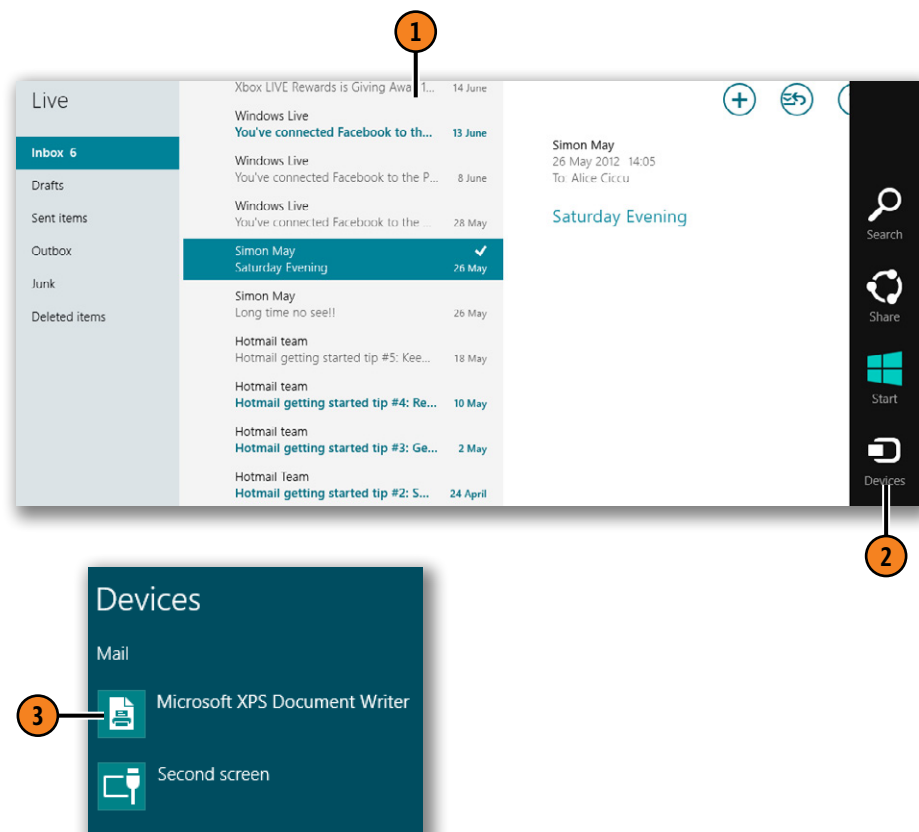 1
Live
Inbox 6
Drafts
Sent items
Outbox
Junk
Deleted items
Xbox LIVE Rewards is Giving Awa 1... 14 June
Windows Live
You've connected Facebook to th... 13 June
Windows Live
You've connected Facebook to the P... 8 June
Windows Live
You've connected Facebook to the ... 28 May
Simon May
Saturday Evening 26 May
Simon May
Long time no see!! 26 May
Hotmail team
Hotmail getting started tip #5: Kee... 18 May
Hotmail team
Hotmail getting started tip #4: Re... 10 May
Hotmail team
Hotmail getting started tip #3: Ge... 2 May
Hotmail Team
Hotmail getting started tip #2: S... 24 April
Simon May
26 May 2012 14:05
To: Alice Ciccu
Saturday Evening
Search
Share
Start
Devices
2
Devices
Mail
3
Microsoft XPS Document Writer
Second screen